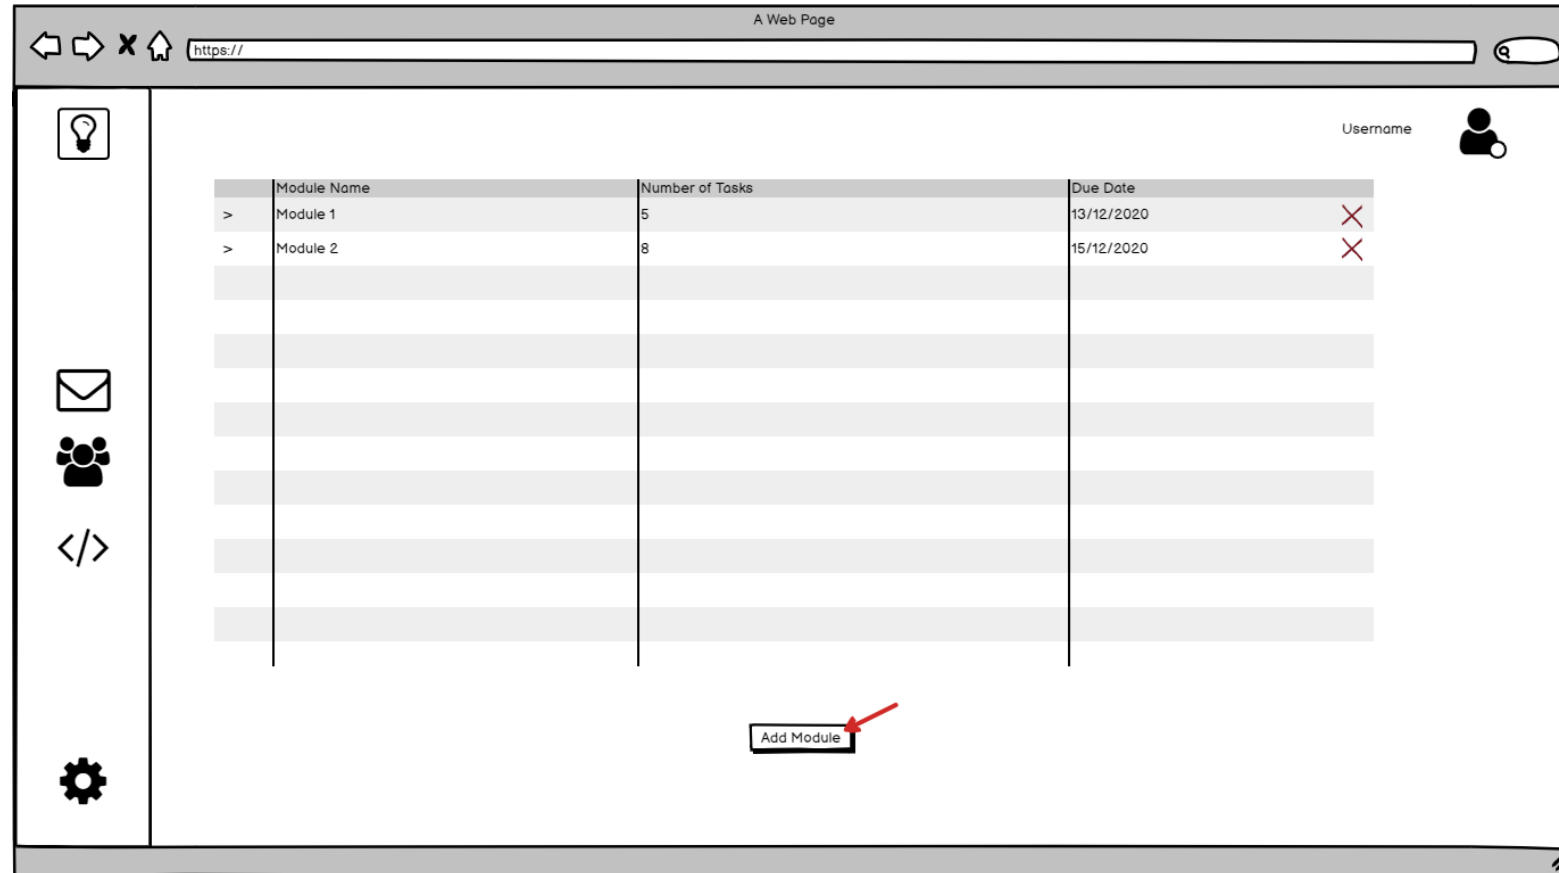 A Web Page
https://
Username
Module Name Number of Tasks Due Date
> Module 1 5 13/12/2020
> Module 2 8 15/12/2020
Add Module